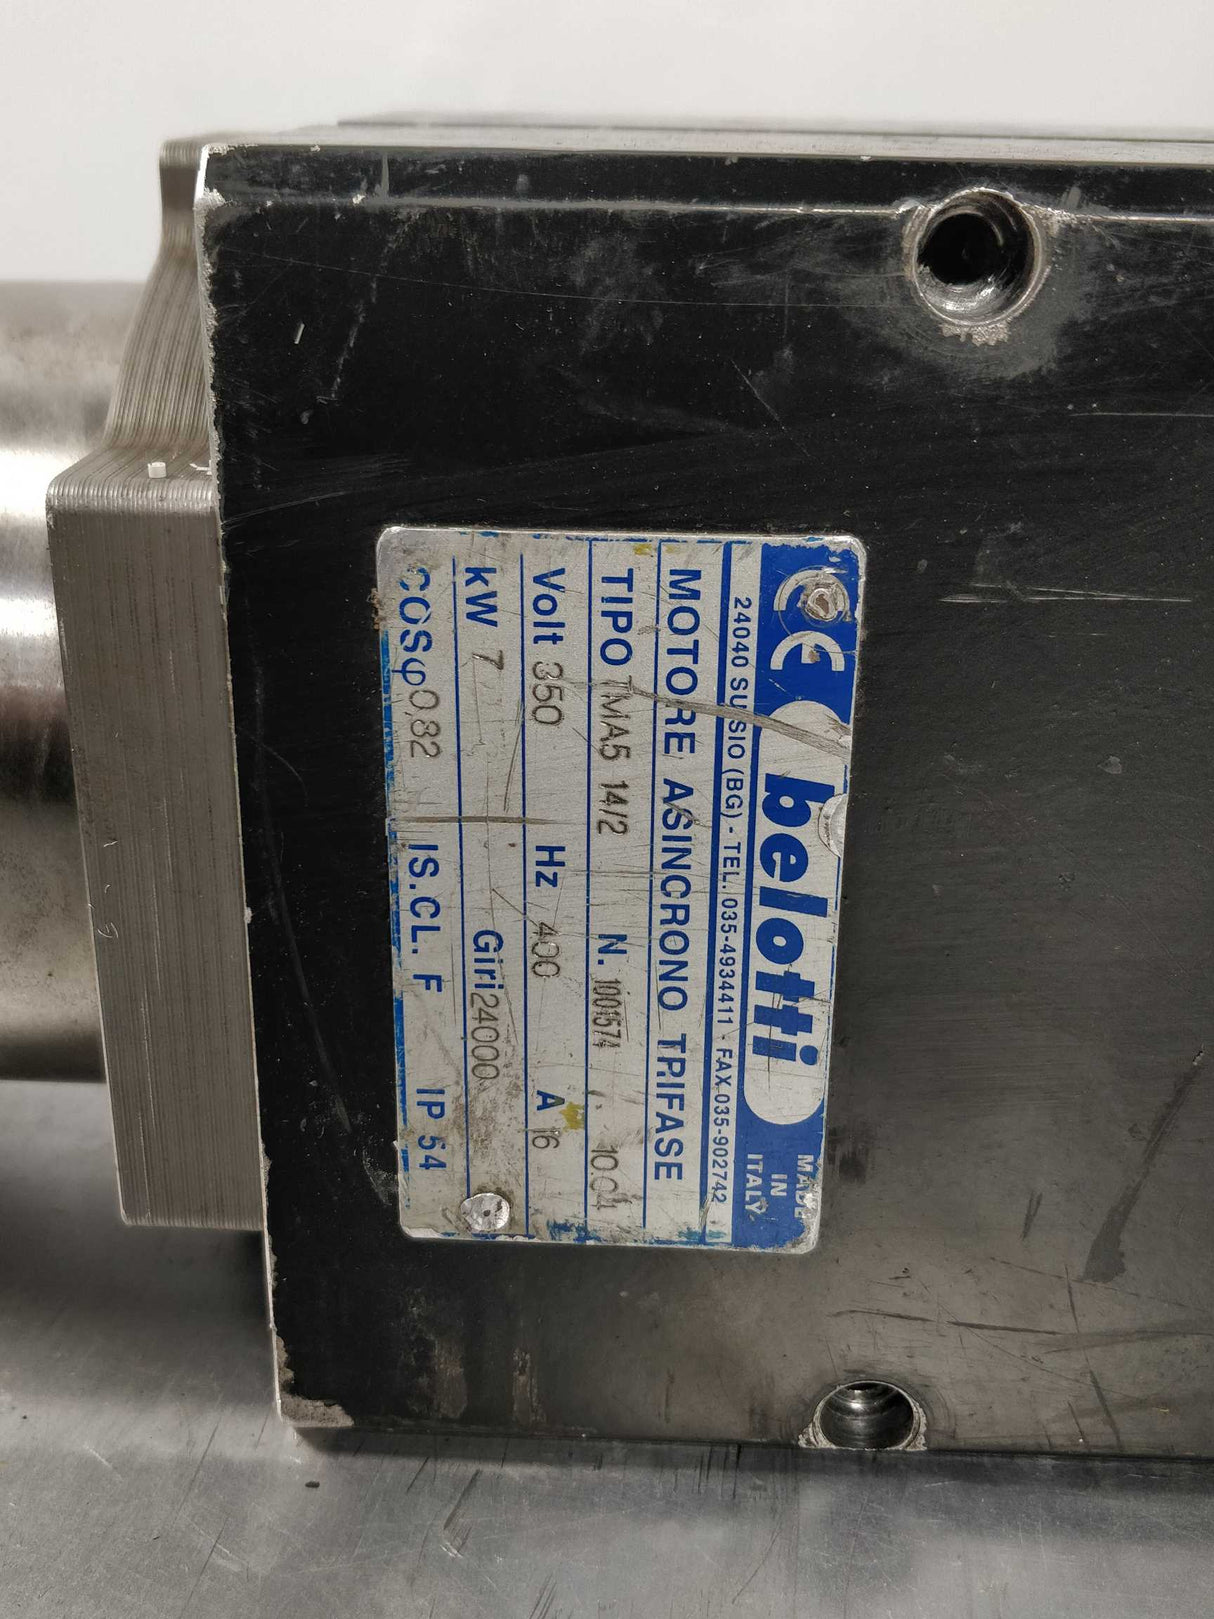 CE belotti MADE IN ITALY
24040 SUISIO (BG) - TEL. 035-4934411 - FAX 035-902742
MOTORE ASINCRONO TRIFASE
TIPO TMA5 14/2 N. 1001574 / 10.04
Volt 350 Hz 400 A 16
kW 7 Giri 24000
COSφ 0,82 IS.CL. F IP 54